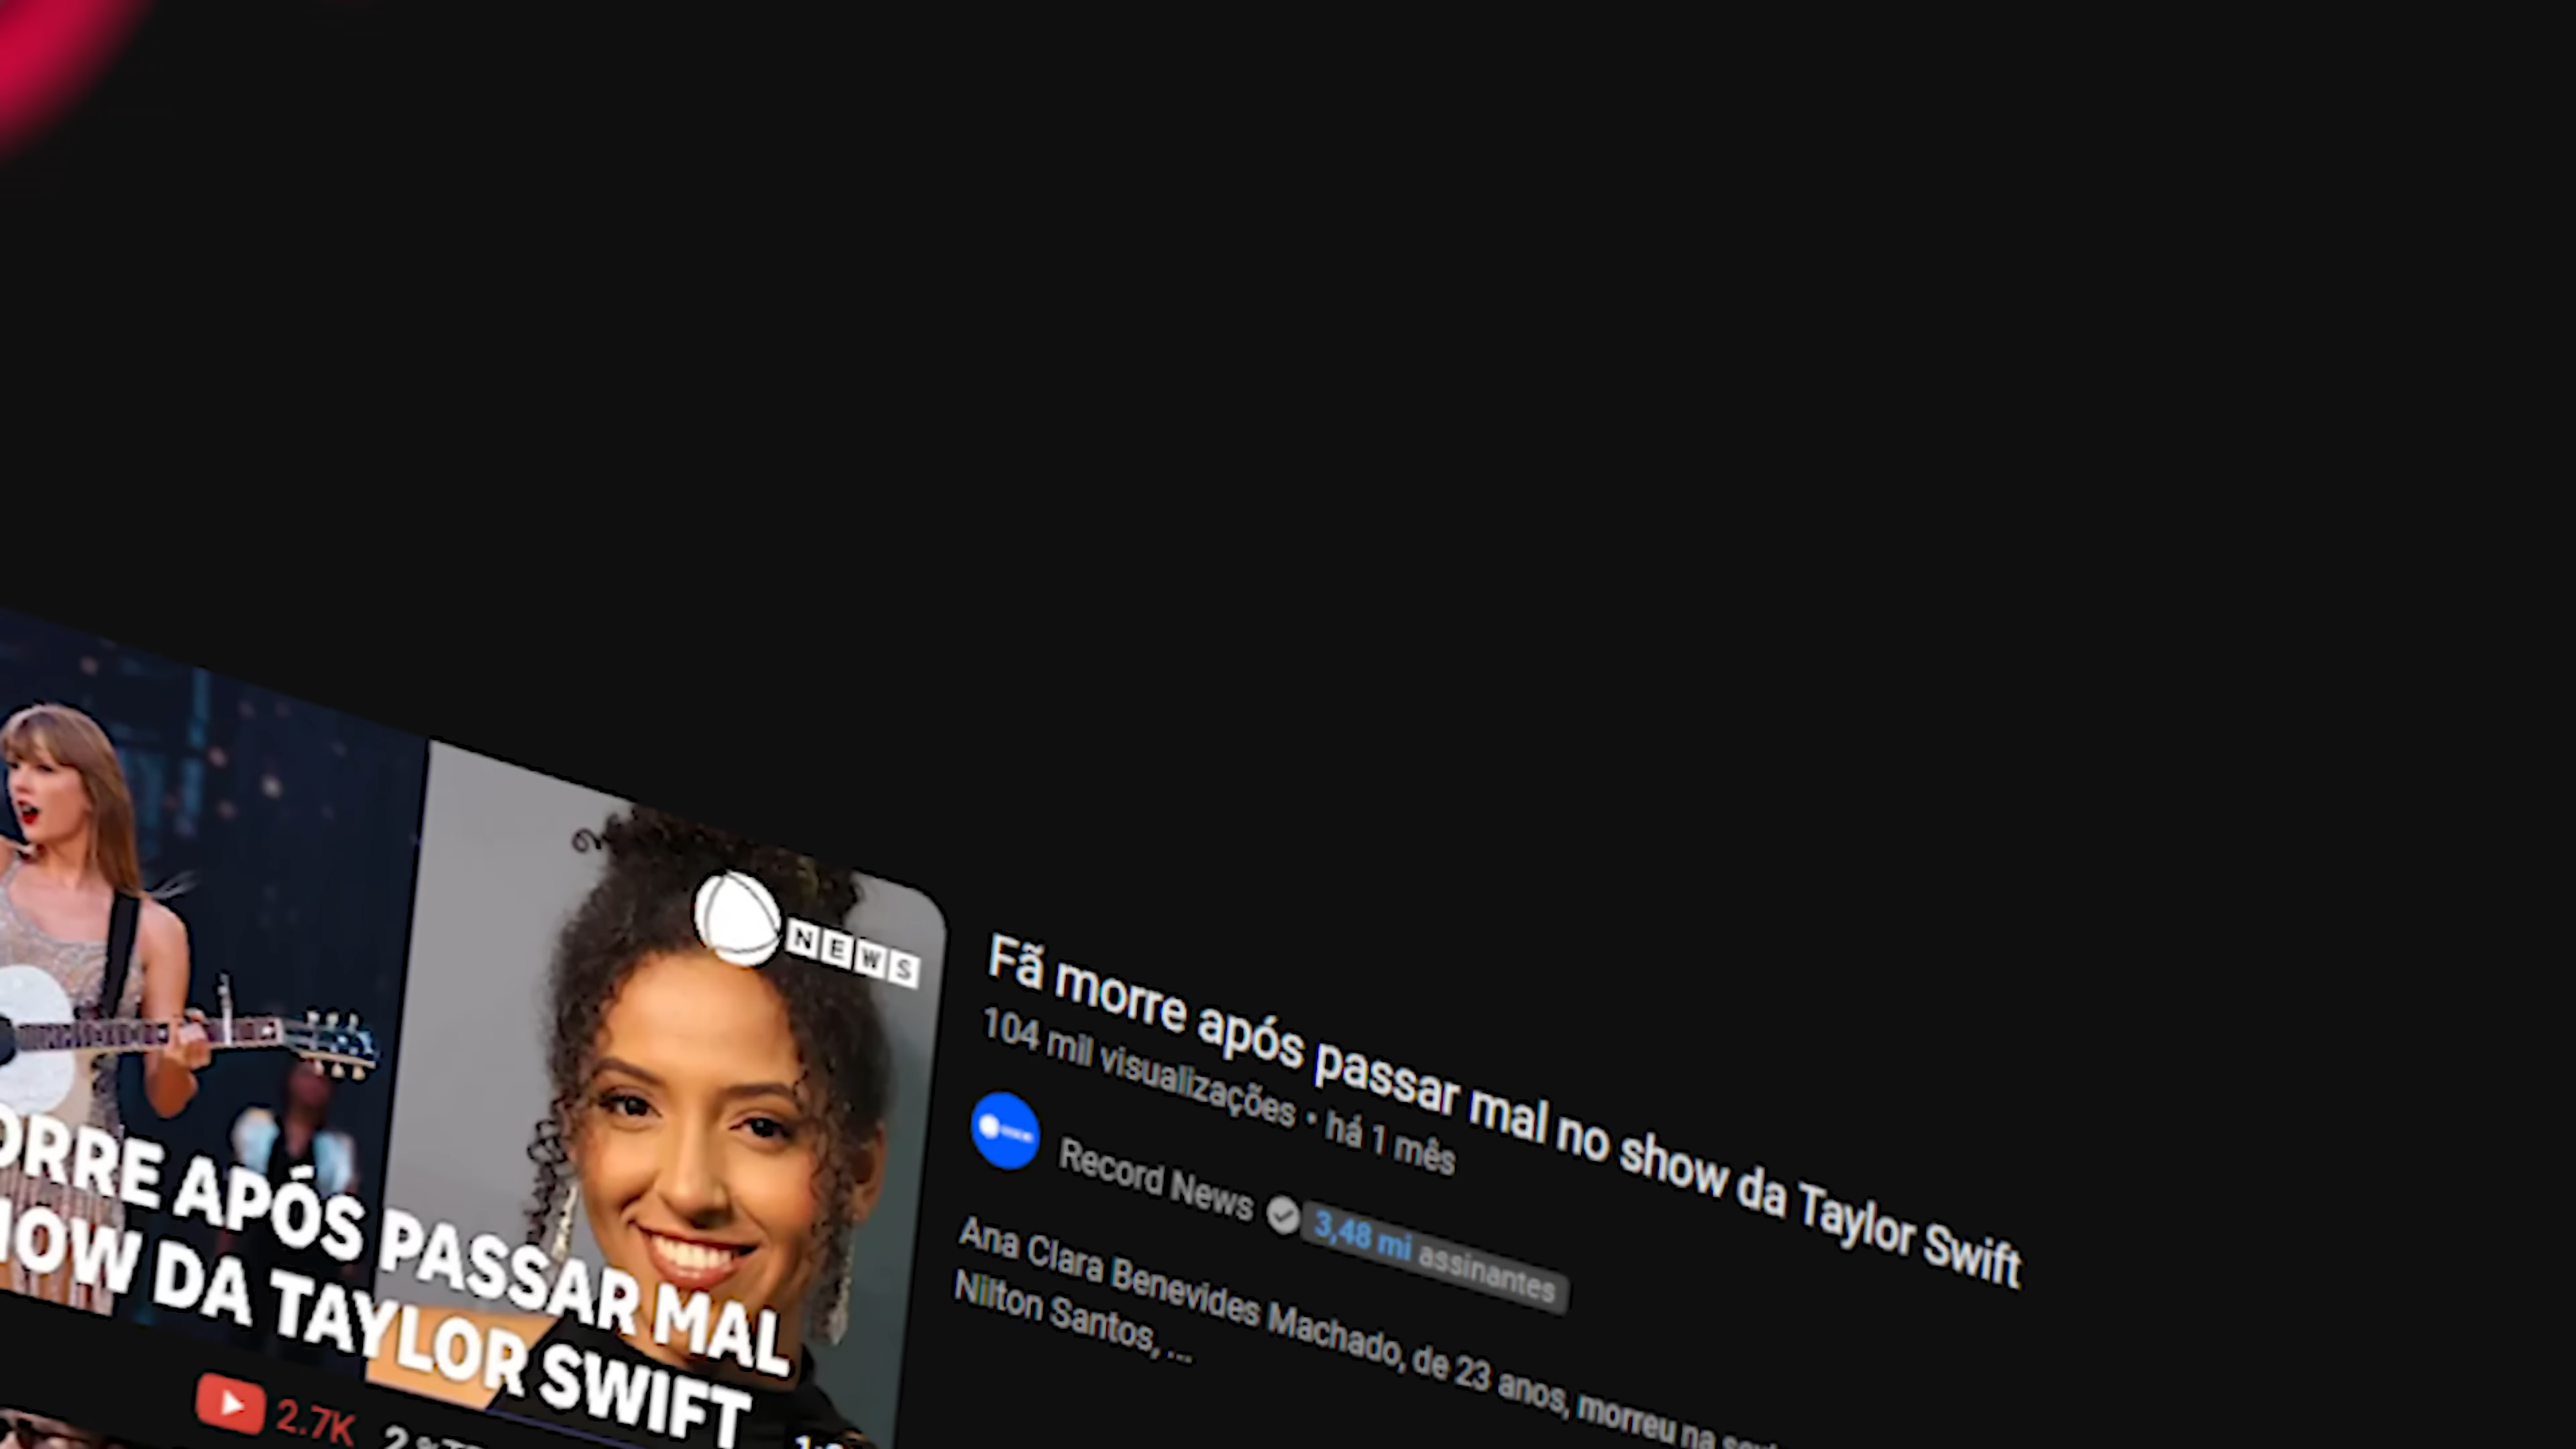 NEWS
ORRE APÓS PASSAR MAL
HOW DA TAYLOR SWIFT
2.7K
Fã morre após passar mal no show da Taylor Swift
104 mil visualizações • há 1 mês
Record News 3,48 mi assinantes
Ana Clara Benevides Machado, de 23 anos, morreu na
Nilton Santos, ...